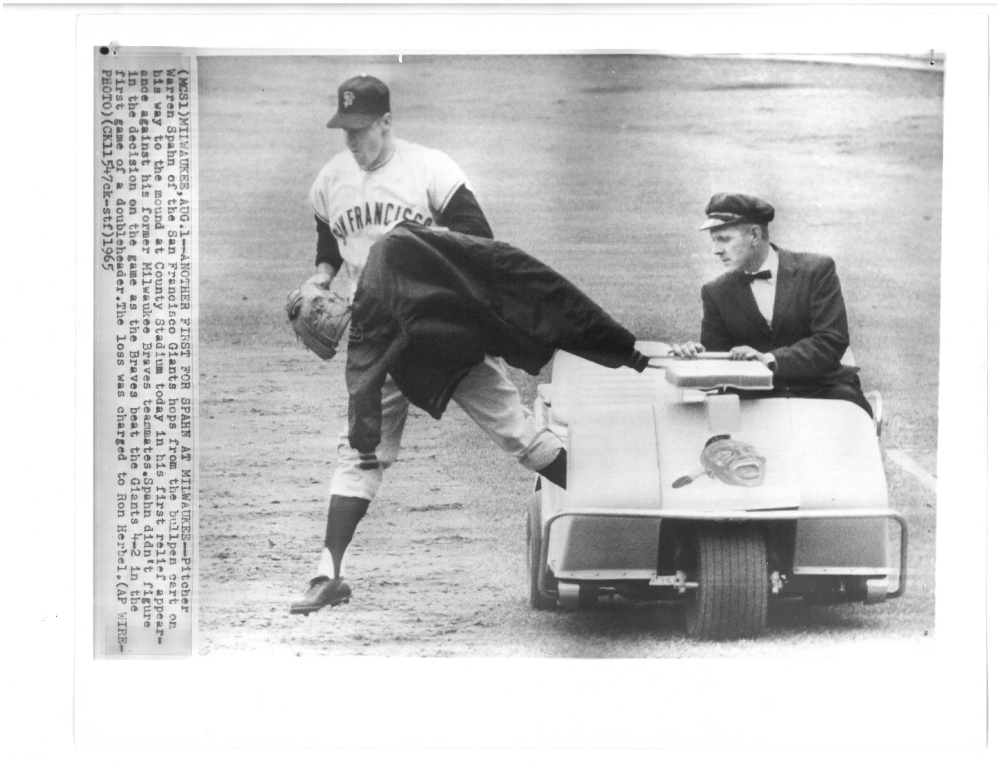 (MCS1)MILWAUKEE,AUG.1--ANOTHER FIRST FOR SPAHN AT MILWAUKEE--Pitcher
Warren Spahn of the San Francisco Giants hops from the bullpen cart on
his way to the mound at County Stadium today in his first relief appear-
ance against his former Milwaukee Braves teammates.Spahn didn't figure
in the decision on the game as the Braves beat the Giants 4-2 in the
first game of a doubleheader.The loss was charged to Ron Herbel.(AP WIRE-
PHOTO)(CK11547ck-stf)1965
SF
SAN FRANCISCO